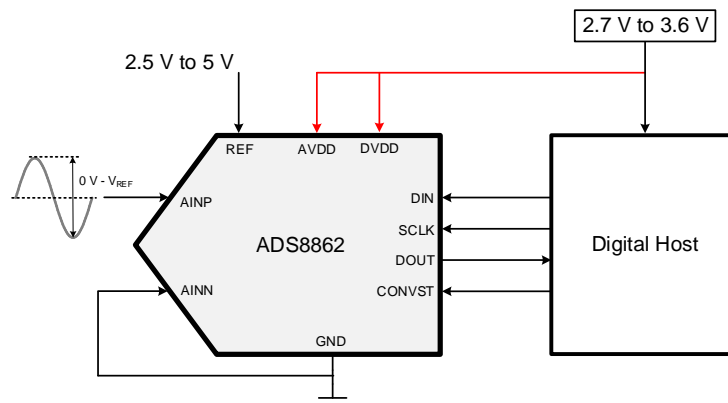 2.7 V to 3.6 V
2.5 V to 5 V
REF
AVDD
DVDD
0 V - VREF
AINP
DIN
SCLK
ADS8862
DOUT
Digital Host
AINN
CONVST
GND